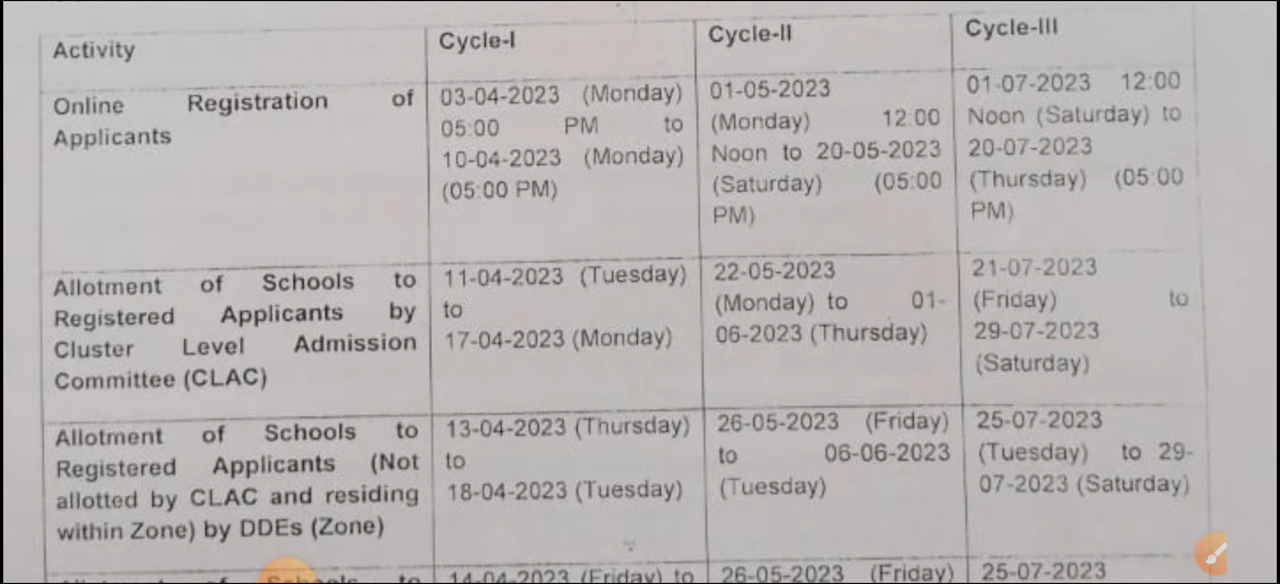 Activity
Cycle-I
Cycle-II
Cycle-III
Online Registration of
Applicants
03-04-2023 (Monday)
05:00 PM to
10-04-2023 (Monday)
(05:00 PM)
01-05-2023
(Monday) 12:00
Noon to 20-05-2023
(Saturday) (05:00
PM)
01-07-2023 12:00
Noon (Saturday) to
20-07-2023
(Thursday) (05:00
PM)
Allotment of Schools to
Registered Applicants by
Cluster Level Admission
Committee (CLAC)
11-04-2023 (Tuesday)
to
17-04-2023 (Monday)
22-05-2023
(Monday) to 01-
06-2023 (Thursday)
21-07-2023
(Friday) to
29-07-2023
(Saturday)
Allotment of Schools to
Registered Applicants (Not
allotted by CLAC and residing
within Zone) by DDEs (Zone)
13-04-2023 (Thursday)
to
18-04-2023 (Tuesday)
26-05-2023 (Friday)
to 06-06-2023
(Tuesday)
25-07-2023
(Tuesday) to 29-
07-2023 (Saturday)
Allotment of Schools to
14-04-2023 (Friday) to
26-05-2023 (Friday)
25-07-2023